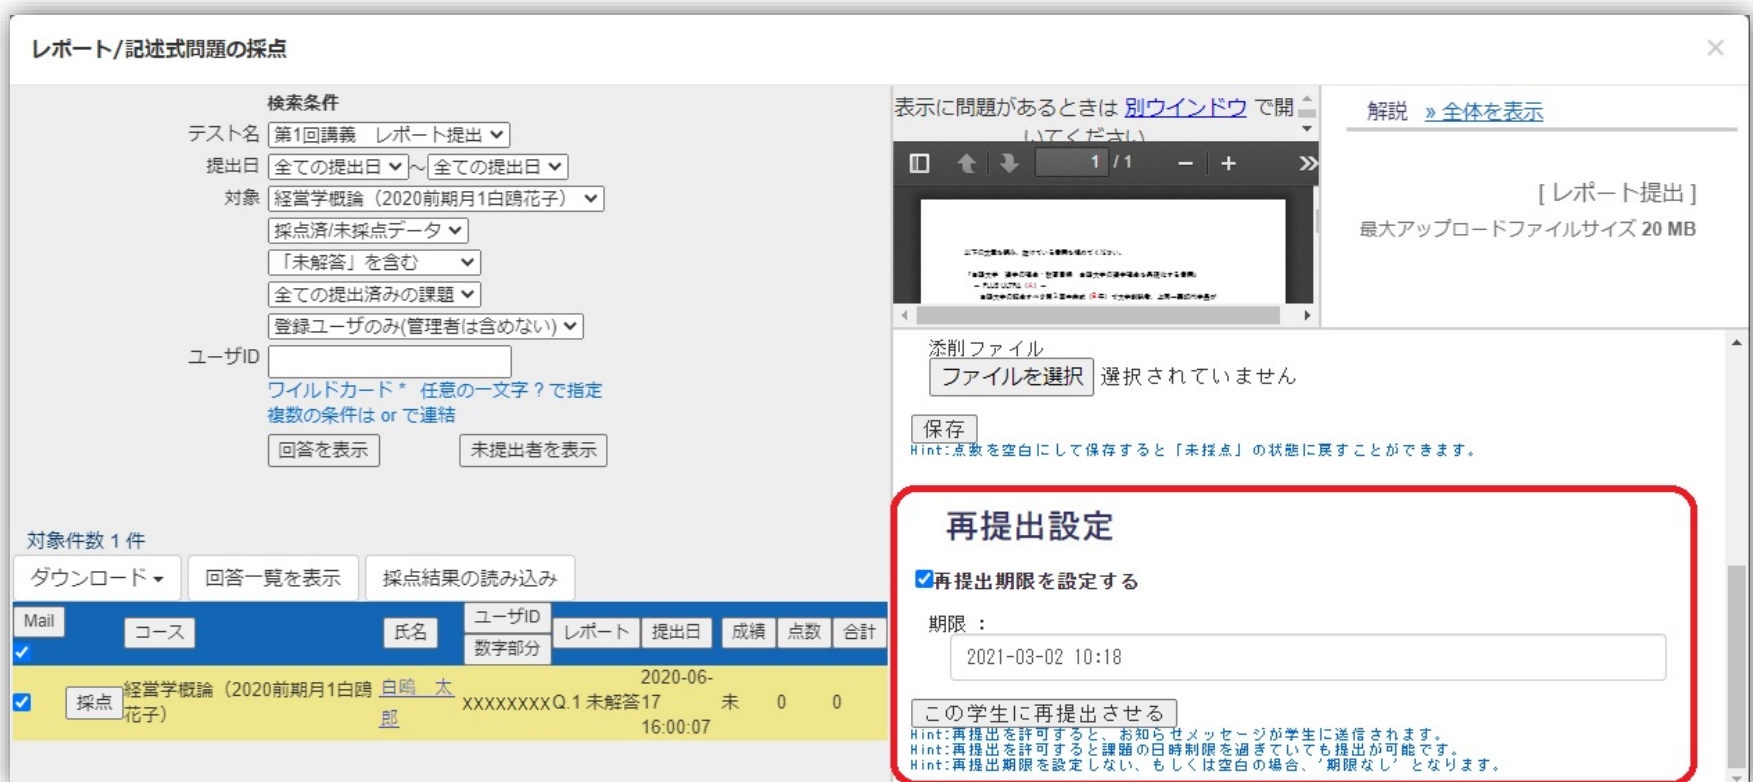 レポート/記述式問題の採点
×
検索条件
テスト名 第1回講義　レポート提出
提出日 全ての提出日 ～ 全ての提出日
対象 経営学概論（2020前期月1白鴎花子）
採点済/未採点データ
「未解答」を含む
全ての提出済みの課題
登録ユーザのみ(管理者は含めない)
ユーザID
ワイルドカード * 任意の一文字 ? で指定
複数の条件は or で連結
回答を表示 未提出者を表示
対象件数 1 件
ダウンロード 回答一覧を表示 採点結果の読み込み
Mail コース 氏名 ユーザID 数字部分 レポート 提出日 成績 点数 合計
採点 経営学概論（2020前期月1白鴎花子） 白鴎　太郎 XXXXXXXX Q.1 未解答 2020-06-17 16:00:07 未 0 0
表示に問題があるときは 別ウインドウ で開
いてください
1 / 1 － +
以下の文章を読み、空けている
PLUS ULTRA (A)
解説 » 全体を表示
[ レポート提出 ]
最大アップロードファイルサイズ 20 MB
添削ファイル
ファイルを選択 選択されていません
保存
Hint:点数を空白にして保存すると「未採点」の状態に戻すことができます。
再提出設定
再提出期限を設定する
期限 :
2021-03-02 10:18
この学生に再提出させる
Hint:再提出を許可すると、お知らせメッセージが学生に送信されます。
Hint:再提出を許可すると課題の日時制限を過ぎていても提出が可能です。
Hint:再提出期限を設定しない、もしくは空白の場合、'期限なし' となります。